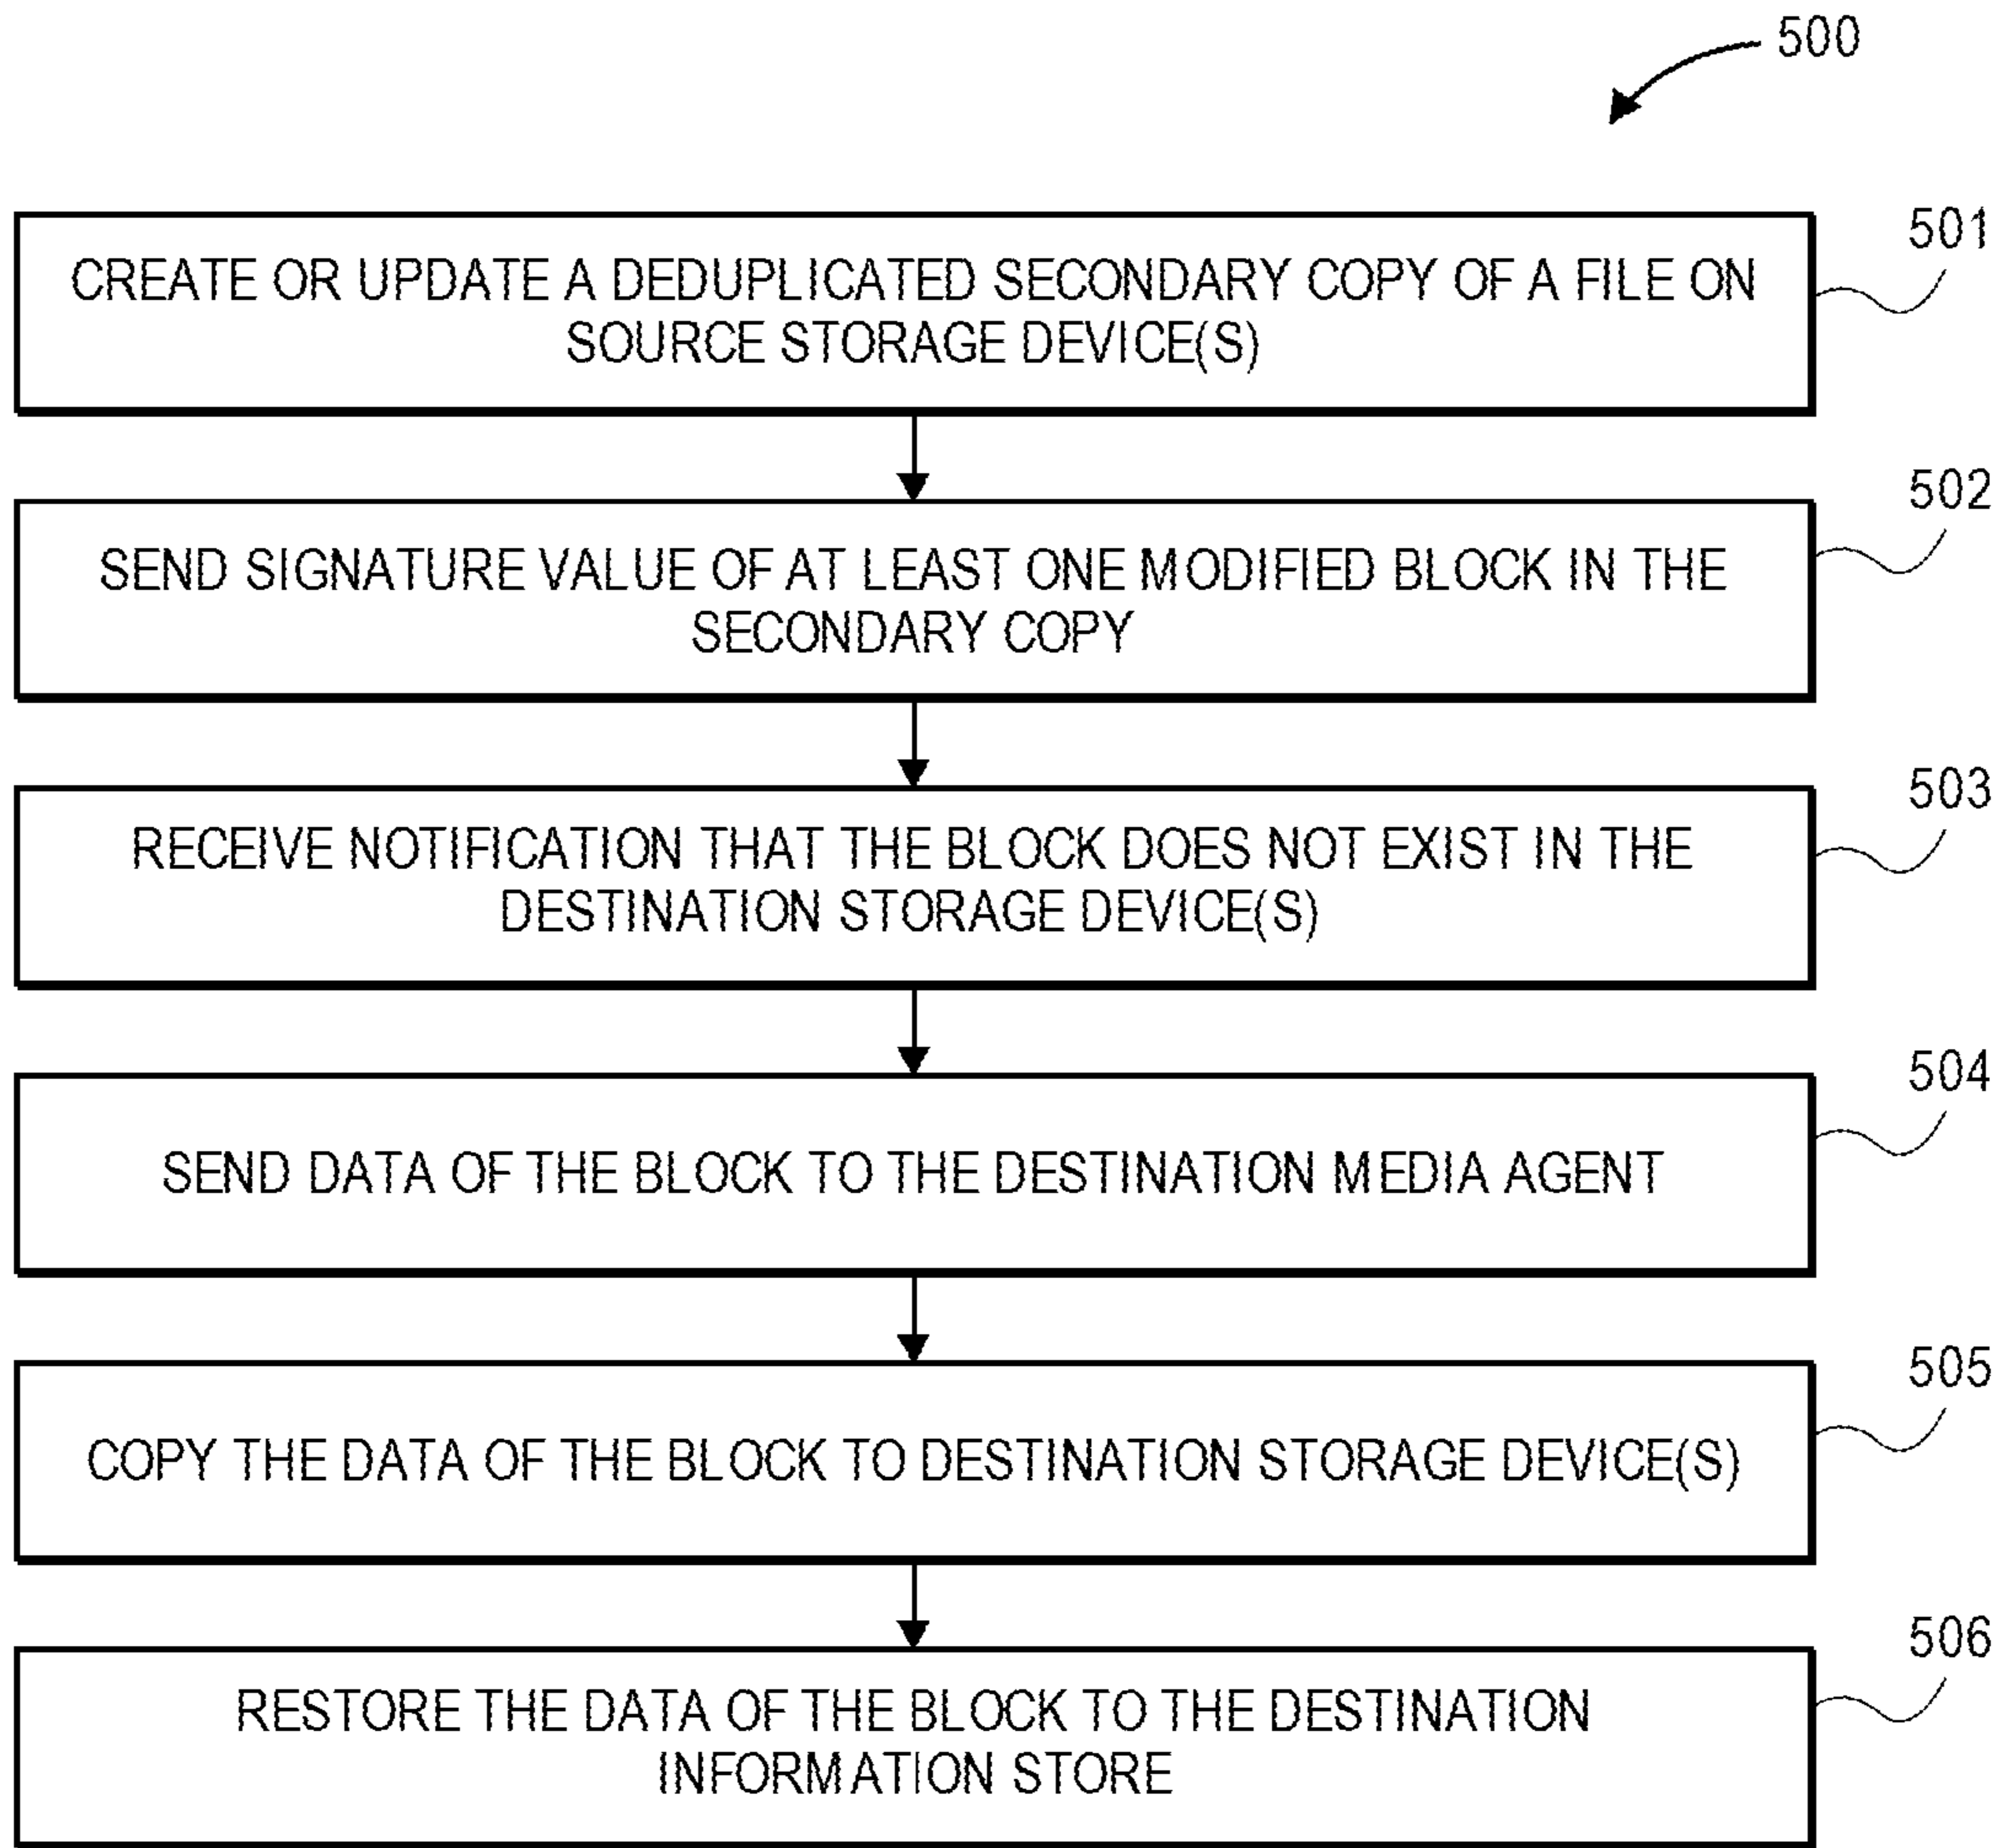 500
501
CREATE OR UPDATE A DEDUPLICATED SECONDARY COPY OF A FILE ON
SOURCE STORAGE DEVICE(S)
502
SEND SIGNATURE VALUE OF AT LEAST ONE MODIFIED BLOCK IN THE
SECONDARY COPY
503
RECEIVE NOTIFICATION THAT THE BLOCK DOES NOT EXIST IN THE
DESTINATION STORAGE DEVICE(S)
504
SEND DATA OF THE BLOCK TO THE DESTINATION MEDIA AGENT
505
COPY THE DATA OF THE BLOCK TO DESTINATION STORAGE DEVICE(S)
506
RESTORE THE DATA OF THE BLOCK TO THE DESTINATION
INFORMATION STORE